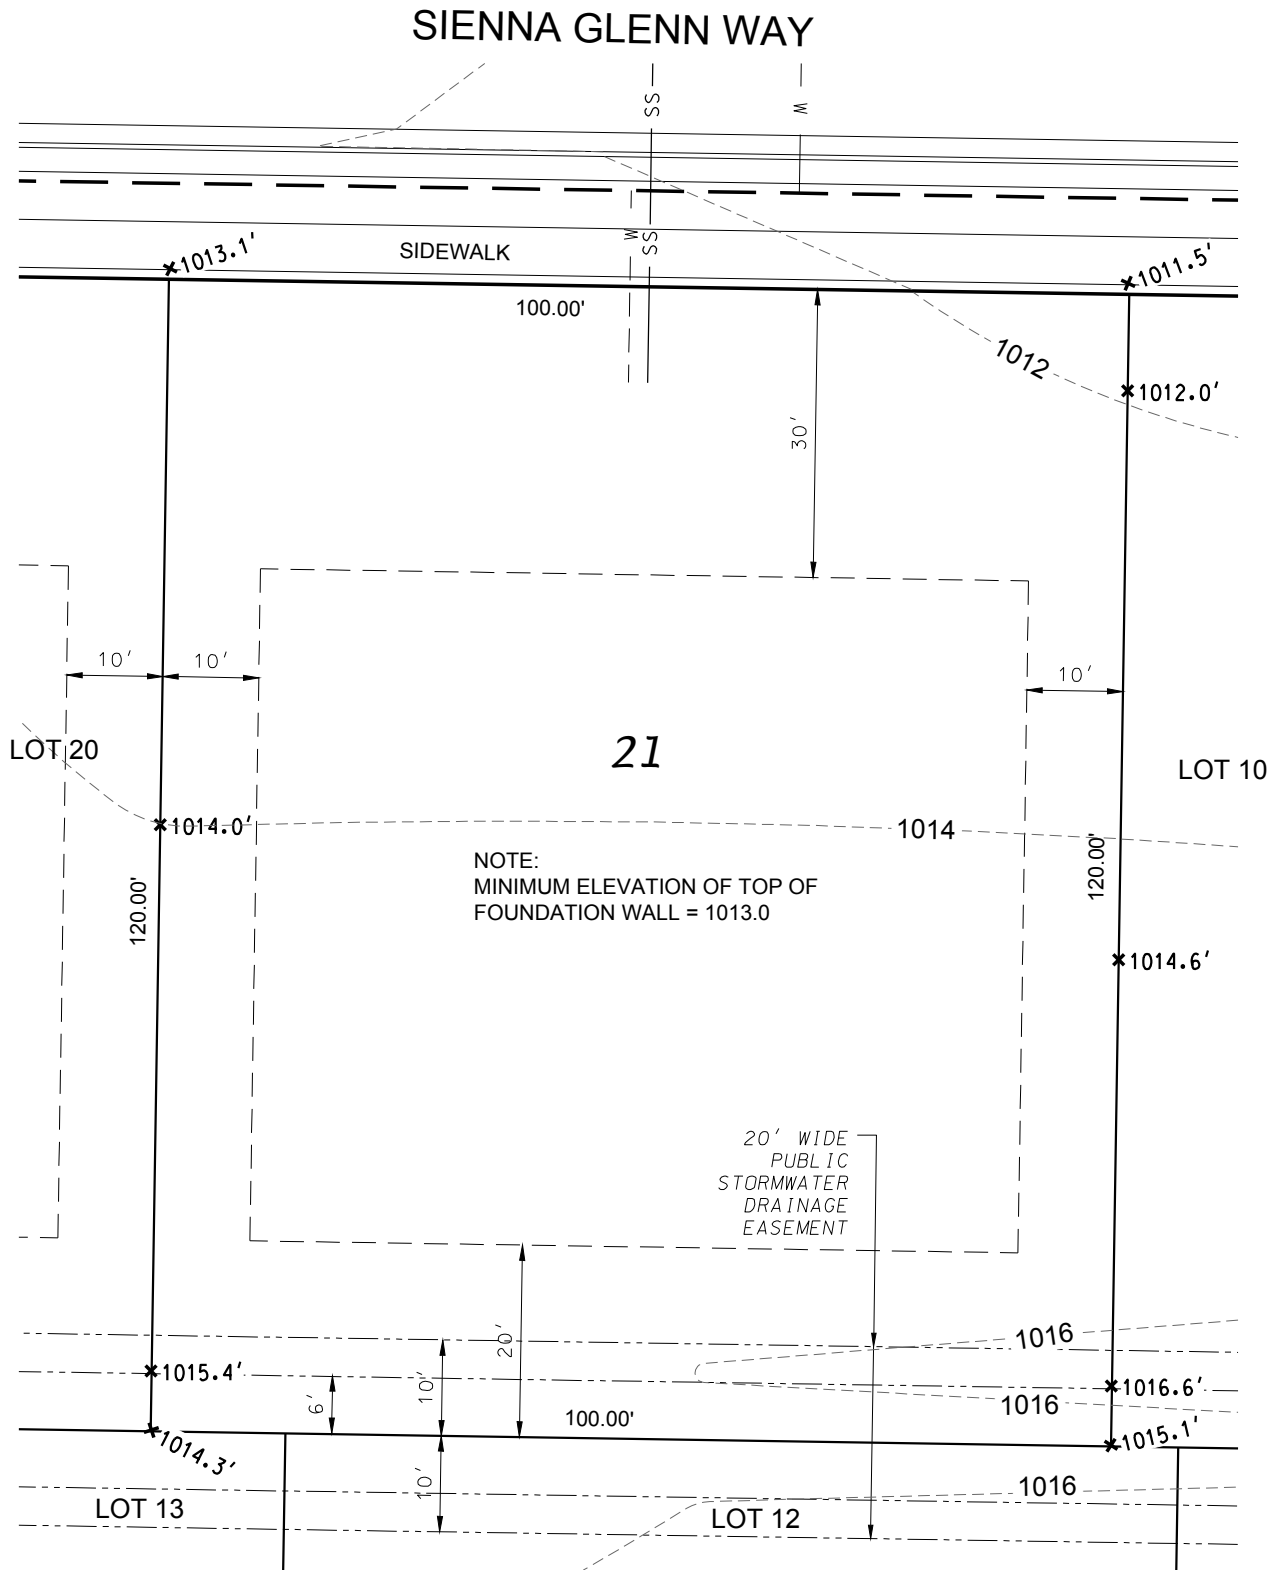 SIENNA GLENN WAY
SS
W
W
SS
SIDEWALK
1013.1'
1011.5'
100.00'
1012
1012.0'
30'
10'
10'
10'
LOT 20
21
LOT 10
1014.0'
1014
120.00'
120.00'
NOTE:
MINIMUM ELEVATION OF TOP OF
FOUNDATION WALL = 1013.0
1014.6'
20' WIDE
PUBLIC
STORMWATER
DRAINAGE
EASEMENT
20'
1016
1015.4'
6'
10'
1016.6'
1016
100.00'
1014.3'
1015.1'
10'
1016
LOT 13
LOT 12